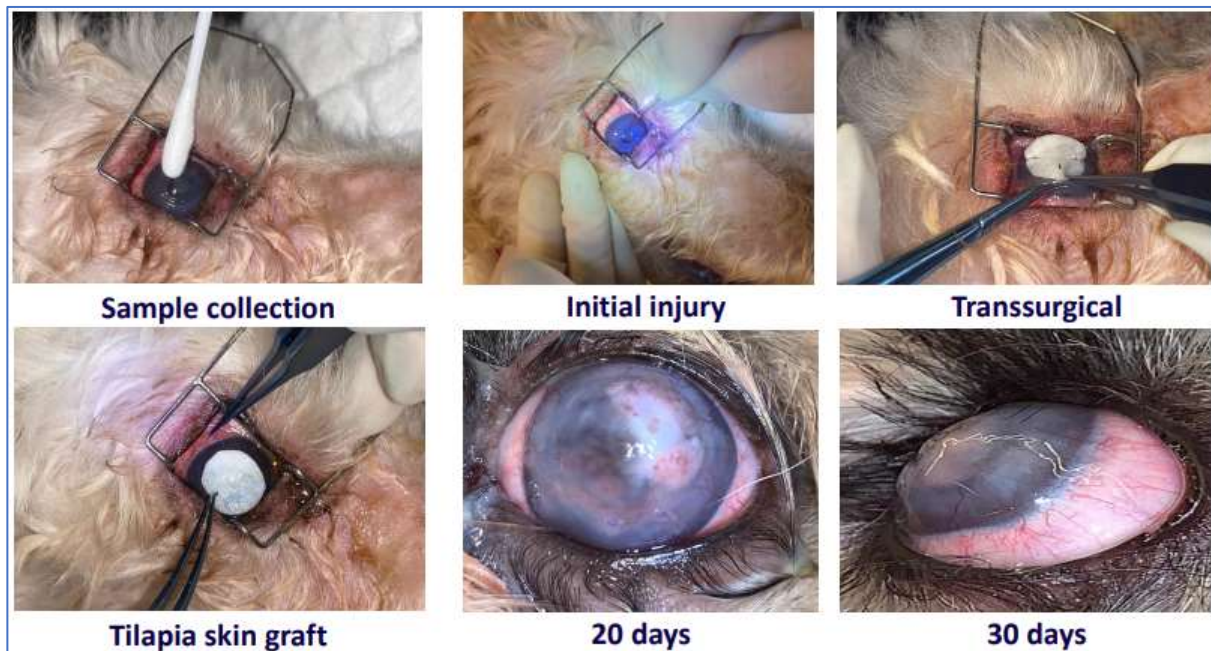 Sample collection
Initial injury
Transsurgical
Tilapia skin graft
20 days
30 days